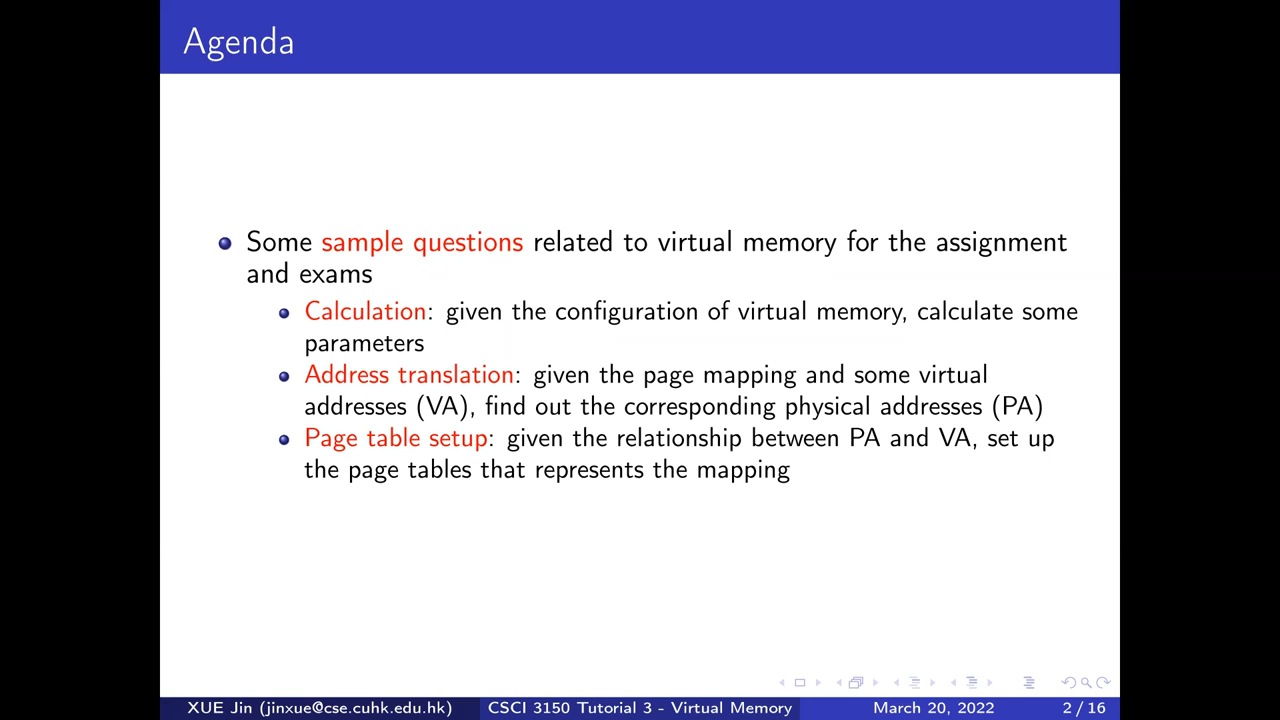 Agenda
Some sample questions related to virtual memory for the assignment
and exams
Calculation: given the configuration of virtual memory, calculate some
parameters
Address translation: given the page mapping and some virtual
addresses (VA), find out the corresponding physical addresses (PA)
Page table setup: given the relationship between PA and VA, set up
the page tables that represents the mapping
XUE Jin (jinxue@cse.cuhk.edu.hk) CSCI 3150 Tutorial 3 - Virtual Memory March 20, 2022 2 / 16